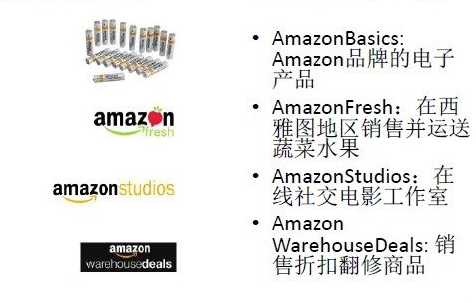 • AmazonBasics:
Amazon品牌的电子
产品
amazon
fresh
• AmazonFresh：在西
雅图地区销售并运送
蔬菜水果
amazonstudios
• AmazonStudios：在
线社交电影工作室
amazon
warehousedeals
• Amazon
WarehouseDeals: 销
售折扣翻修商品